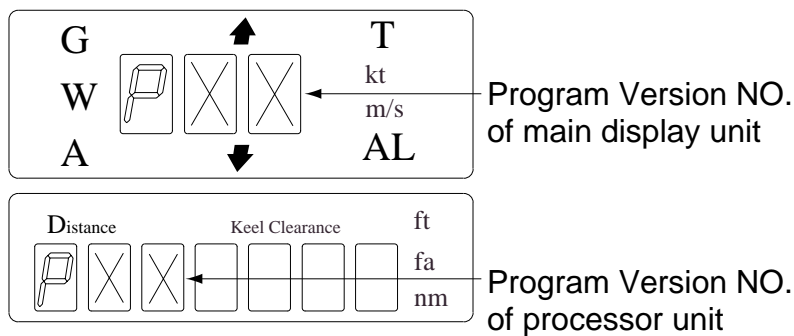 G T
W P X X kt
m/s
A AL
Program Version NO.
of main display unit
Distance Keel Clearance ft
P X X fa
nm
Program Version NO.
of processor unit